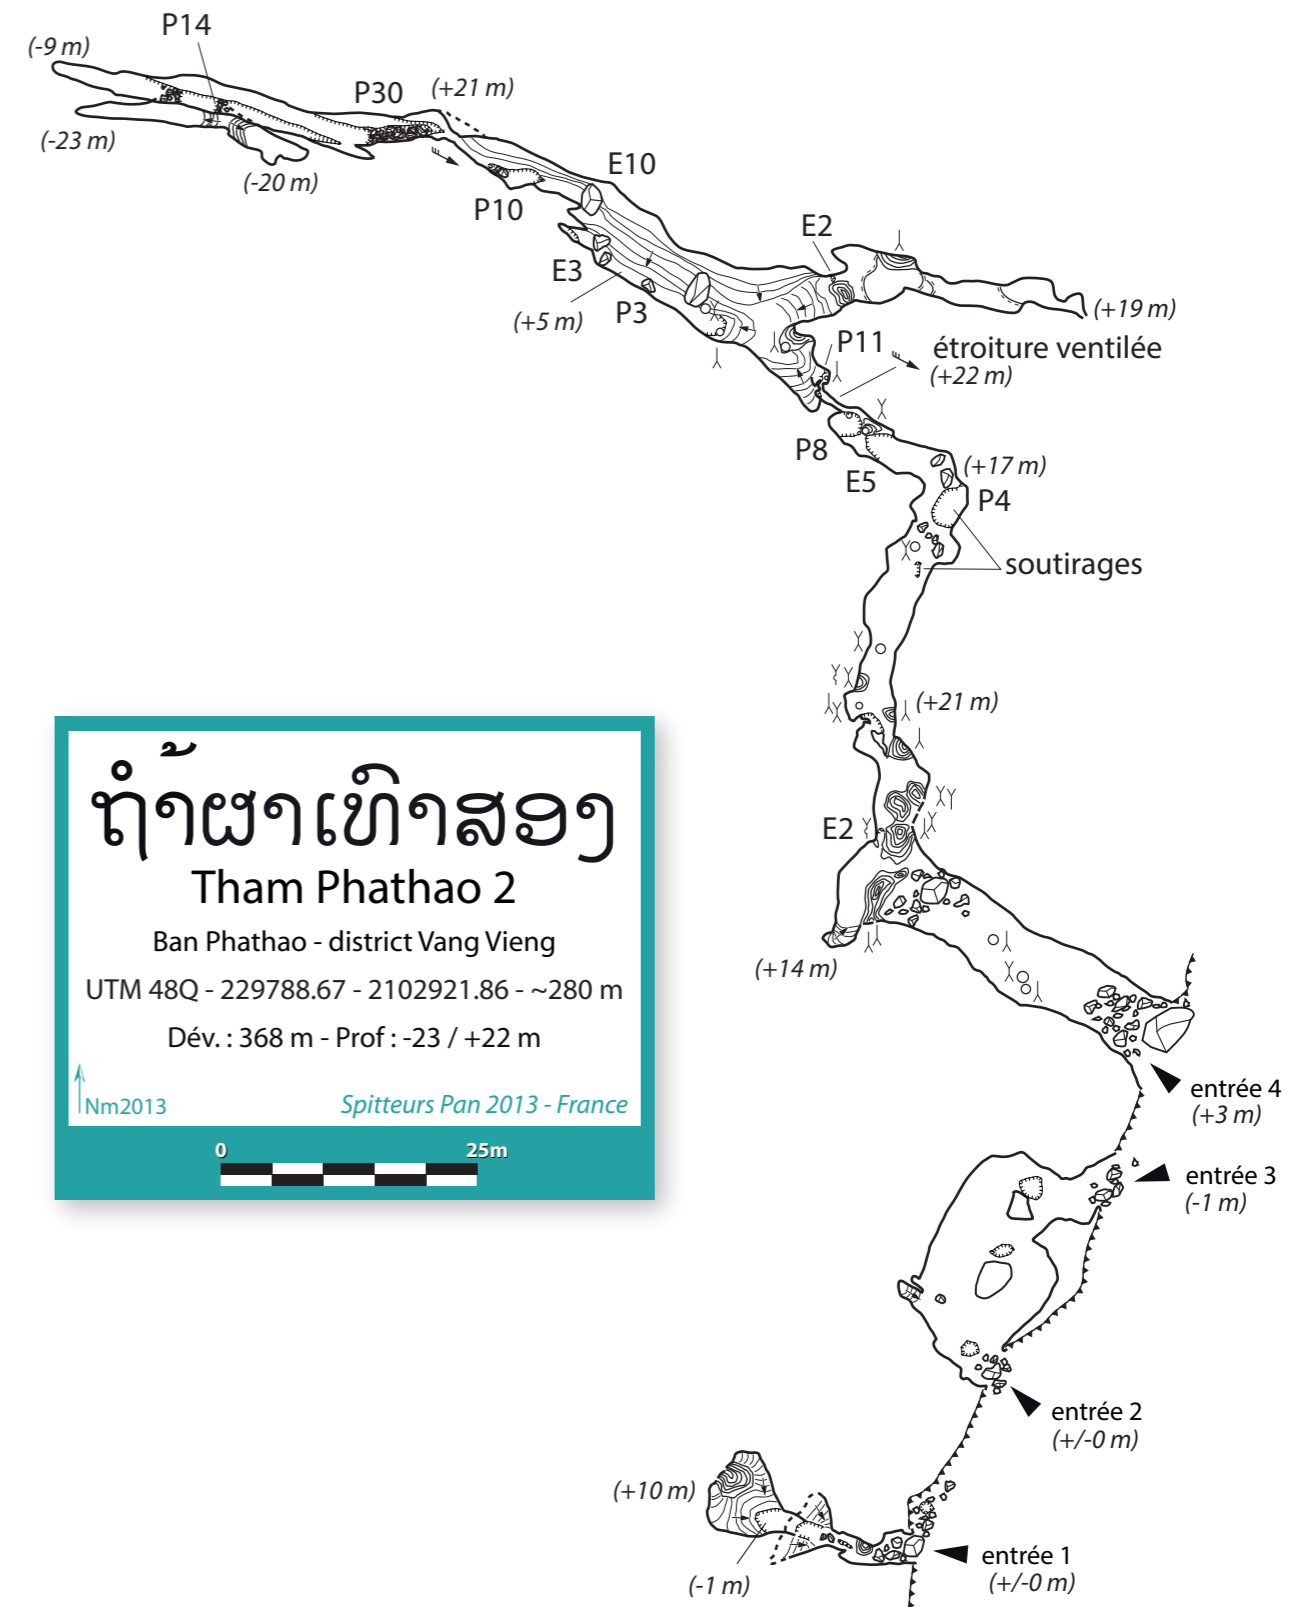 P14
(-9 m)
P30
(+21 m)
(-23 m)
(-20 m)
E10
P10
E2
E3
(+5 m)
P3
(+19 m)
P11
étroiture ventilée
(+22 m)
P8
E5
(+17 m)
P4
soutirages
(+21 m)
E2
(+14 m)
ຖ້ຳຜາເທົາສອງ
Tham Phathao 2
Ban Phathao - district Vang Vieng
UTM 48Q - 229788.67 - 2102921.86 - ~280 m
Dév. : 368 m - Prof : -23 / +22 m
Nm2013
Spitteurs Pan 2013 - France
0 25m
entrée 4
(+3 m)
entrée 3
(-1 m)
entrée 2
(+/-0 m)
(+10 m)
(-1 m)
entrée 1
(+/-0 m)